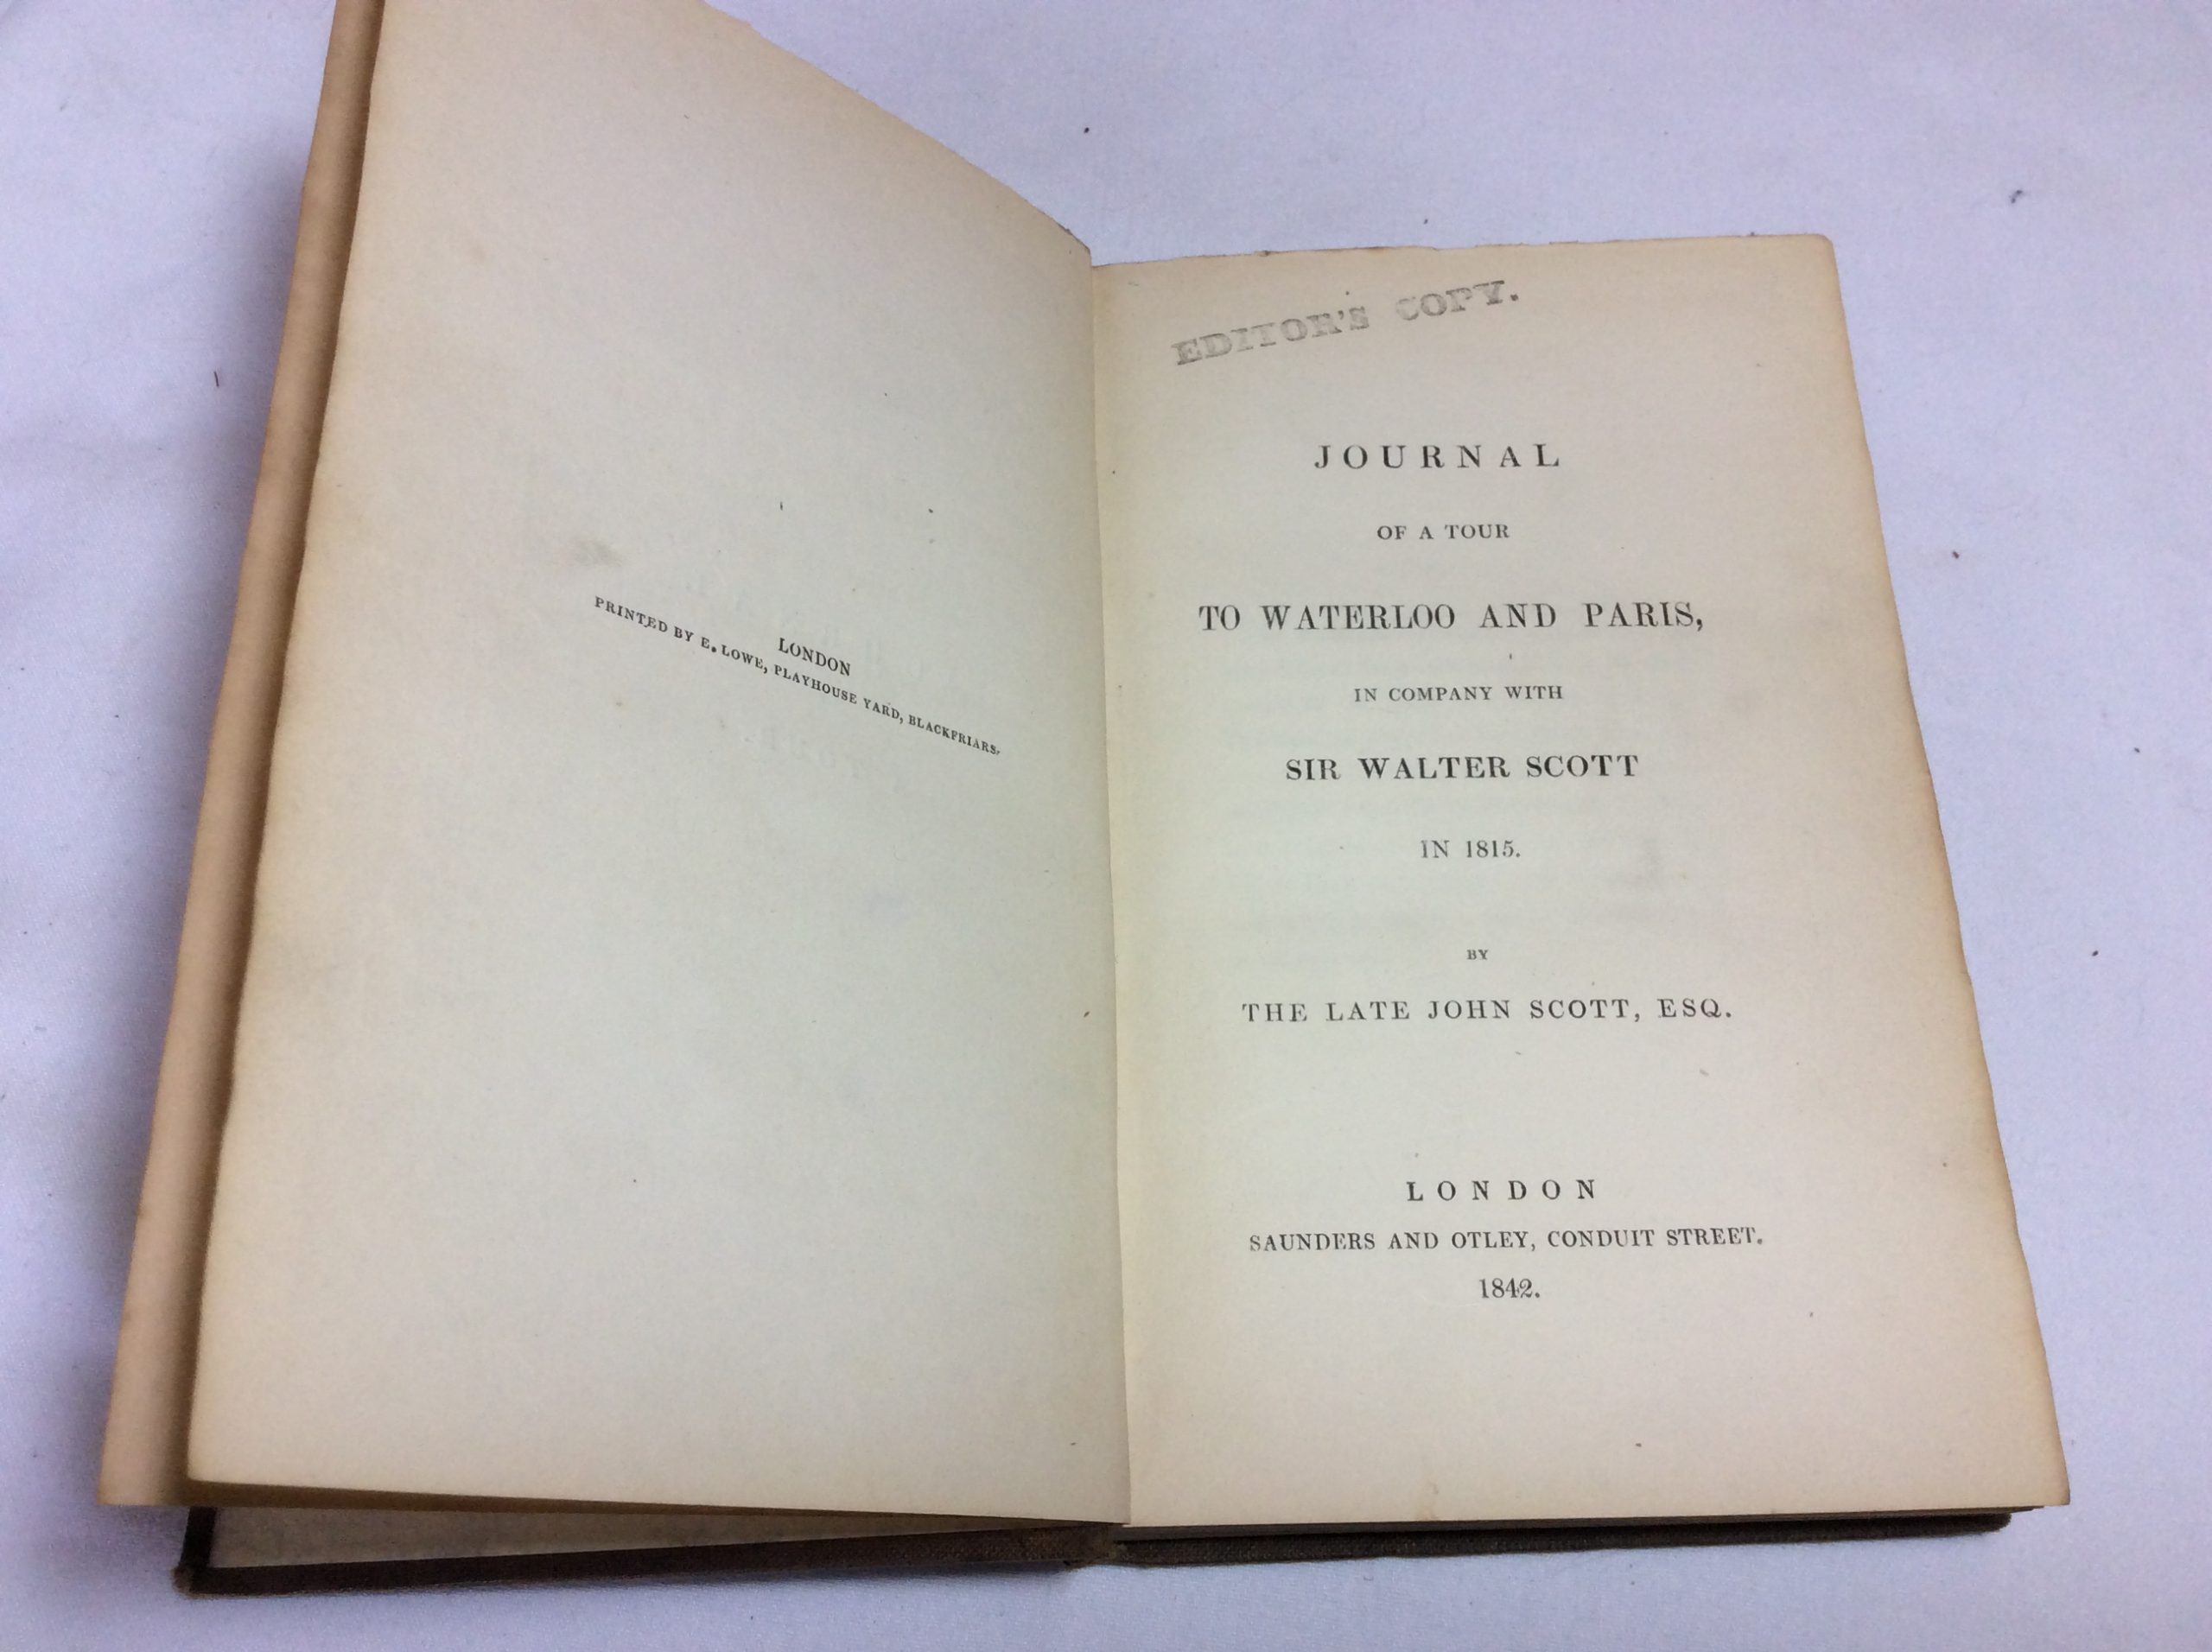 LONDON
PRINTED BY E. LOWE, PLAYHOUSE YARD, BLACKFRIARS.
EDITOR'S COPY.
JOURNAL
OF A TOUR
TO WATERLOO AND PARIS,
IN COMPANY WITH
SIR WALTER SCOTT
IN 1815.
BY
THE LATE JOHN SCOTT, ESQ.
LONDON
SAUNDERS AND OTLEY, CONDUIT STREET.
1842.